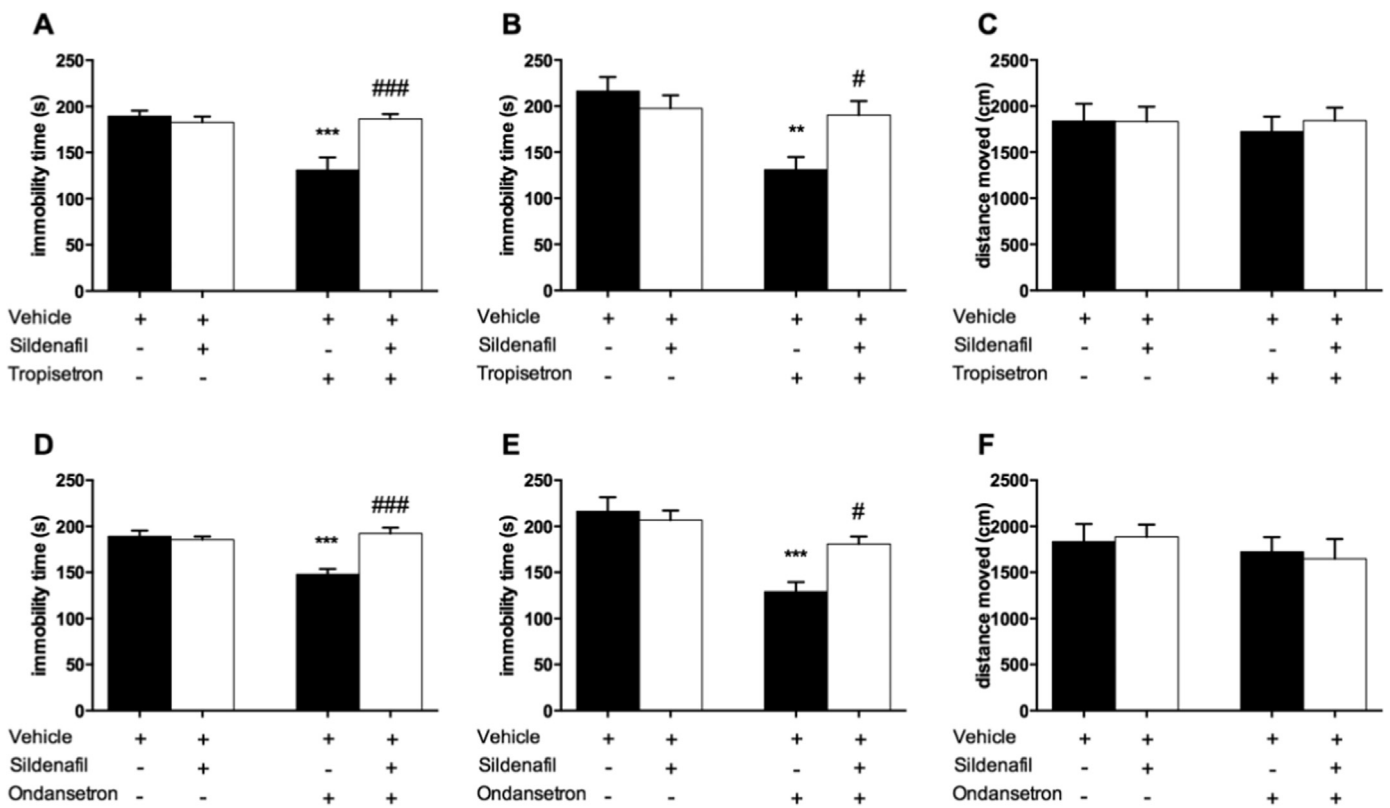 A
B
C
immobility time (s)
250
200
150
100
50
0
***
###
immobility time (s)
250
200
150
100
50
0
**
#
distance moved (cm)
2500
2000
1500
1000
500
0
Vehicle + + + +
Sildenafil - + - +
Tropisetron - - + +
Vehicle + + + +
Sildenafil - + - +
Tropisetron - - + +
Vehicle + + + +
Sildenafil - + - +
Tropisetron - - + +
D
E
F
immobility time (s)
250
200
150
100
50
0
***
###
immobility time (s)
250
200
150
100
50
0
***
#
distance moved (cm)
2500
2000
1500
1000
500
0
Vehicle + + + +
Sildenafil - + - +
Ondansetron - - + +
Vehicle + + + +
Sildenafil - + - +
Ondansetron - - + +
Vehicle + + + +
Sildenafil - + - +
Ondansetron - - + +